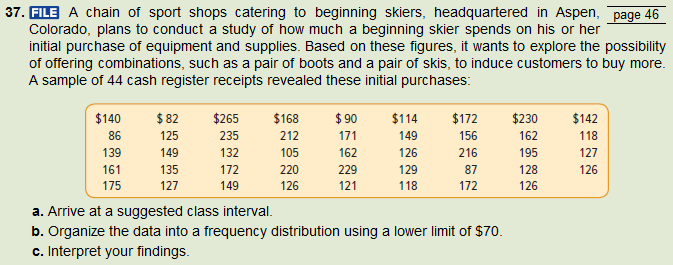 37. FILE A chain of sport shops catering to beginning skiers, headquartered in Aspen, page 46
Colorado, plans to conduct a study of how much a beginning skier spends on his or her
initial purchase of equipment and supplies. Based on these figures, it wants to explore the possibility
of offering combinations, such as a pair of boots and a pair of skis, to induce customers to buy more.
A sample of 44 cash register receipts revealed these initial purchases:
$140 $ 82 $265 $168 $ 90 $114 $172 $230 $142
86 125 235 212 171 149 156 162 118
139 149 132 105 162 126 216 195 127
161 135 172 220 229 129 87 128 126
175 127 149 126 121 118 172 126
a. Arrive at a suggested class interval.
b. Organize the data into a frequency distribution using a lower limit of $70.
c. Interpret your findings.